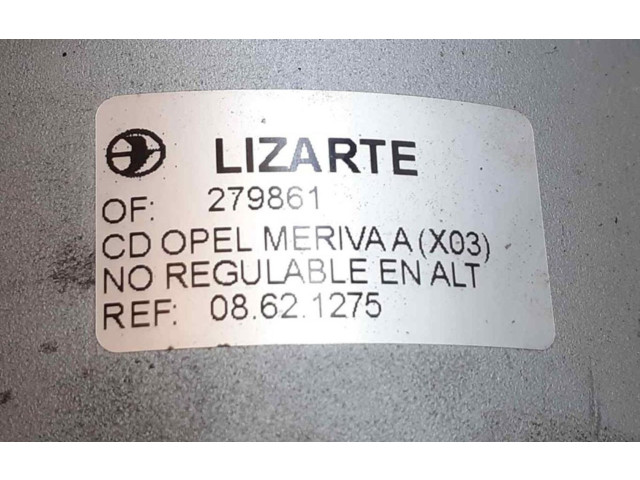 LIZARTE
OF: 279861
CD OPEL MERIVA A (X03)
NO REGULABLE EN ALT
REF: 08.62.1275